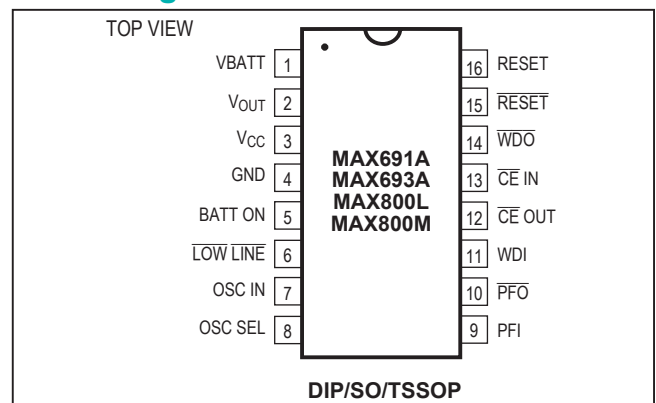 TOP VIEW
VBATT 1
VOUT 2
VCC 3
GND 4
BATT ON 5
LOW LINE 6
OSC IN 7
OSC SEL 8
MAX691A
MAX693A
MAX800L
MAX800M
16 RESET
15 RESET
14 WDO
13 CE IN
12 CE OUT
11 WDI
10 PFO
9 PFI
DIP/SO/TSSOP